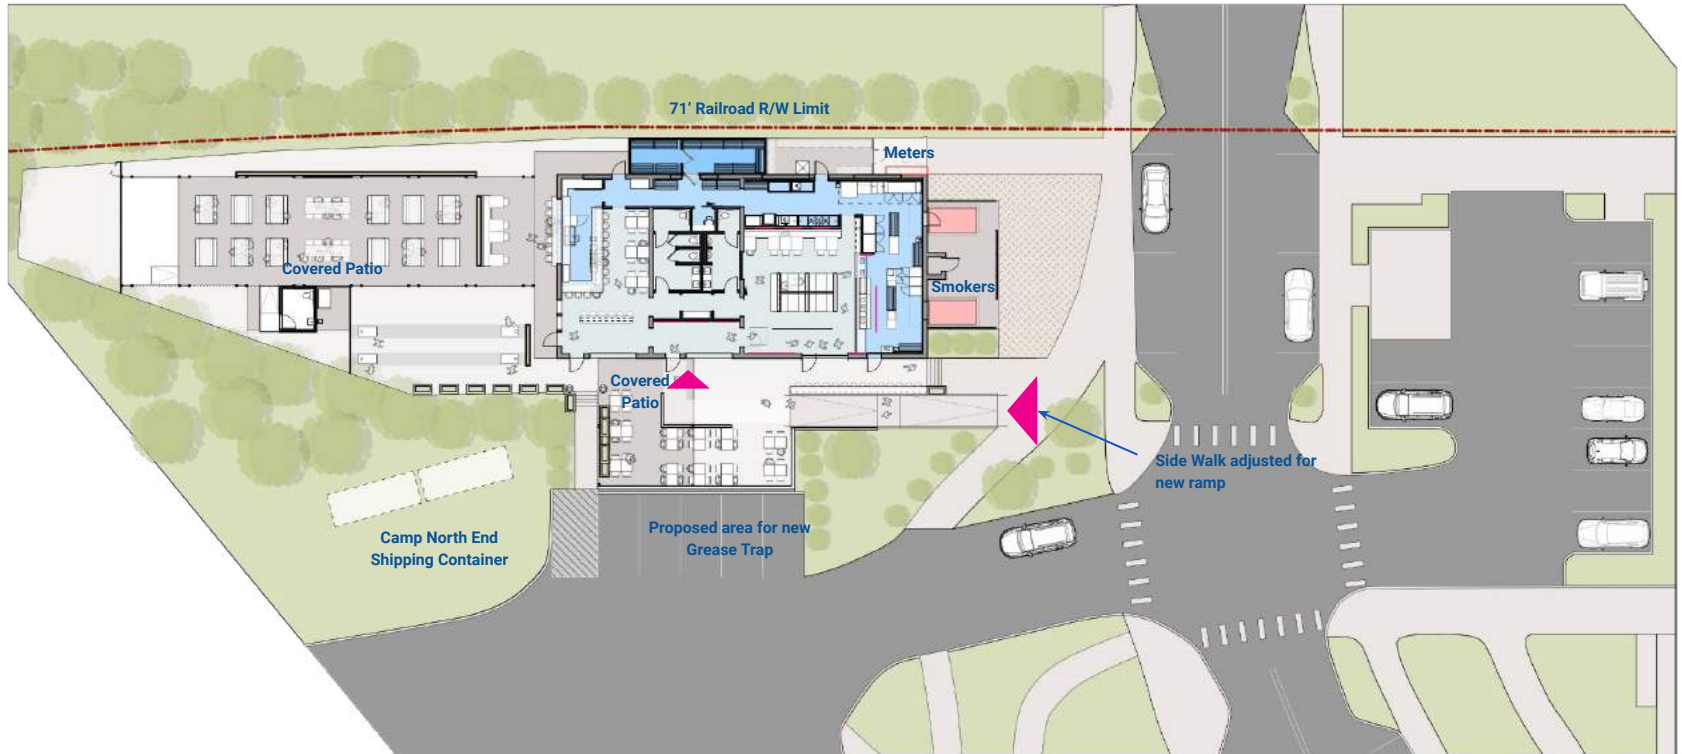 71’ Railroad R/W Limit
Meters
Covered Patio
Smokers
Covered
Patio
Side Walk adjusted for
new ramp
Proposed area for new
Grease Trap
Camp North End
Shipping Container